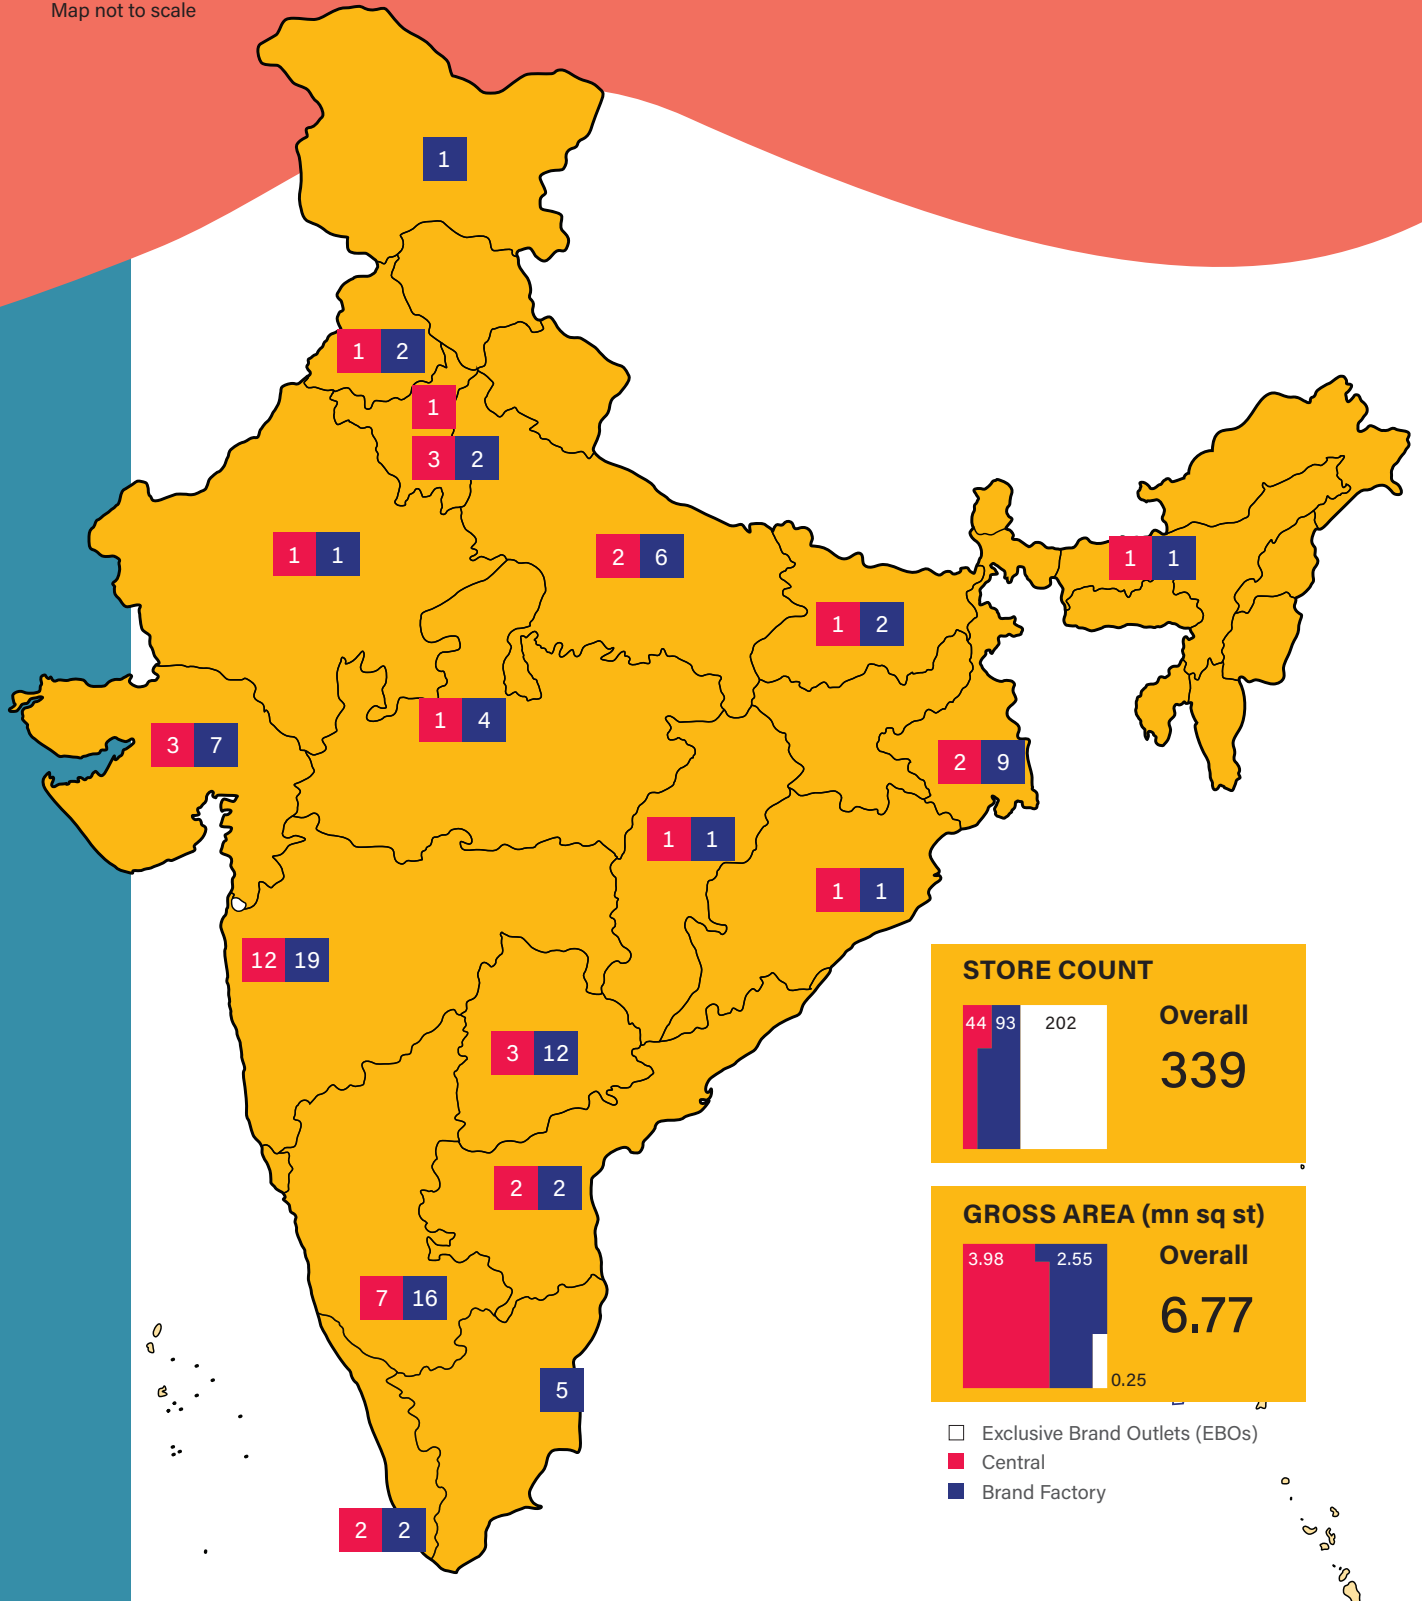 Map not to scale
1
1 2
1
3 2
1 1
2 6
1 1
1 2
1 4
3 7
2 9
1 1
1 1
12 19
STORE COUNT
44 93 202
Overall
339
3 12
2 2
GROSS AREA (mn sq st)
3.98 2.55
Overall
6.77
0.25
7 16
5
Exclusive Brand Outlets (EBOs)
Central
Brand Factory
2 2